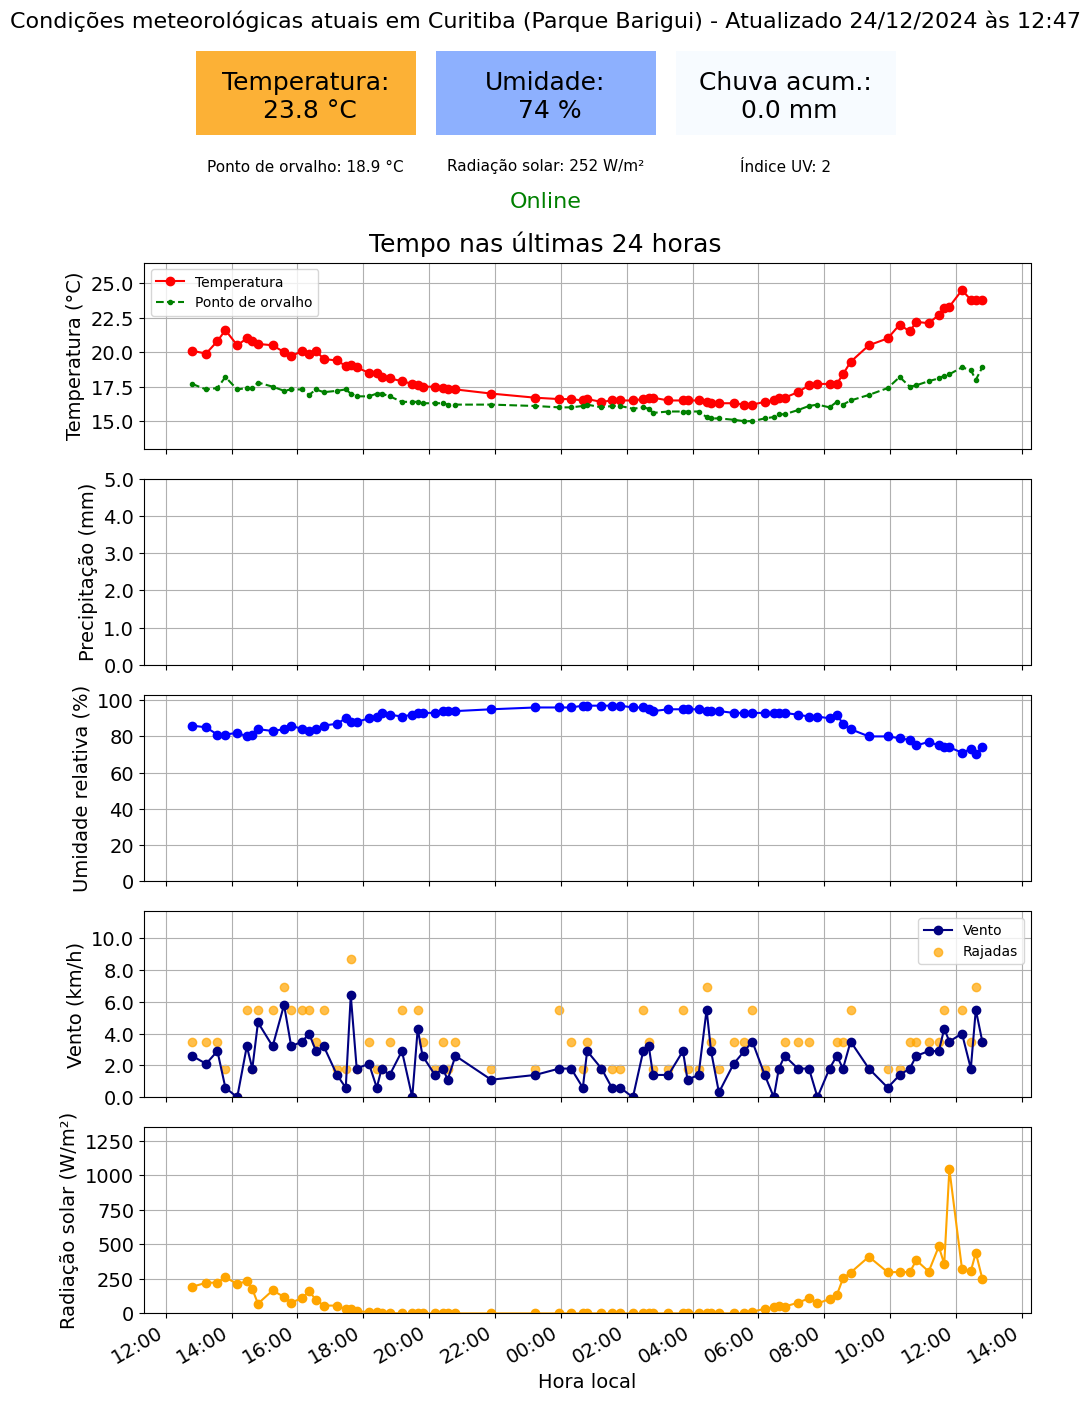 Condições meteorológicas atuais em Curitiba (Parque Barigui) - Atualizado 24/12/2024 às 12:47
Temperatura:
23.8 °C
Umidade:
74 %
Chuva acum.:
0.0 mm
Ponto de orvalho: 18.9 °C
Radiação solar: 252 W/m²
Índice UV: 2
Online
Tempo nas últimas 24 horas
Temperatura (°C)
25.0
22.5
20.0
17.5
15.0
Temperatura
Ponto de orvalho
Precipitação (mm)
5.0
4.0
3.0
2.0
1.0
0.0
Umidade relativa (%)
100
80
60
40
20
0
Vento (km/h)
10.0
8.0
6.0
4.0
2.0
0.0
Vento
Rajadas
Radiação solar (W/m²)
1250
1000
750
500
250
0
12:00
14:00
16:00
18:00
20:00
22:00
00:00
02:00
04:00
06:00
08:00
10:00
12:00
14:00
Hora local